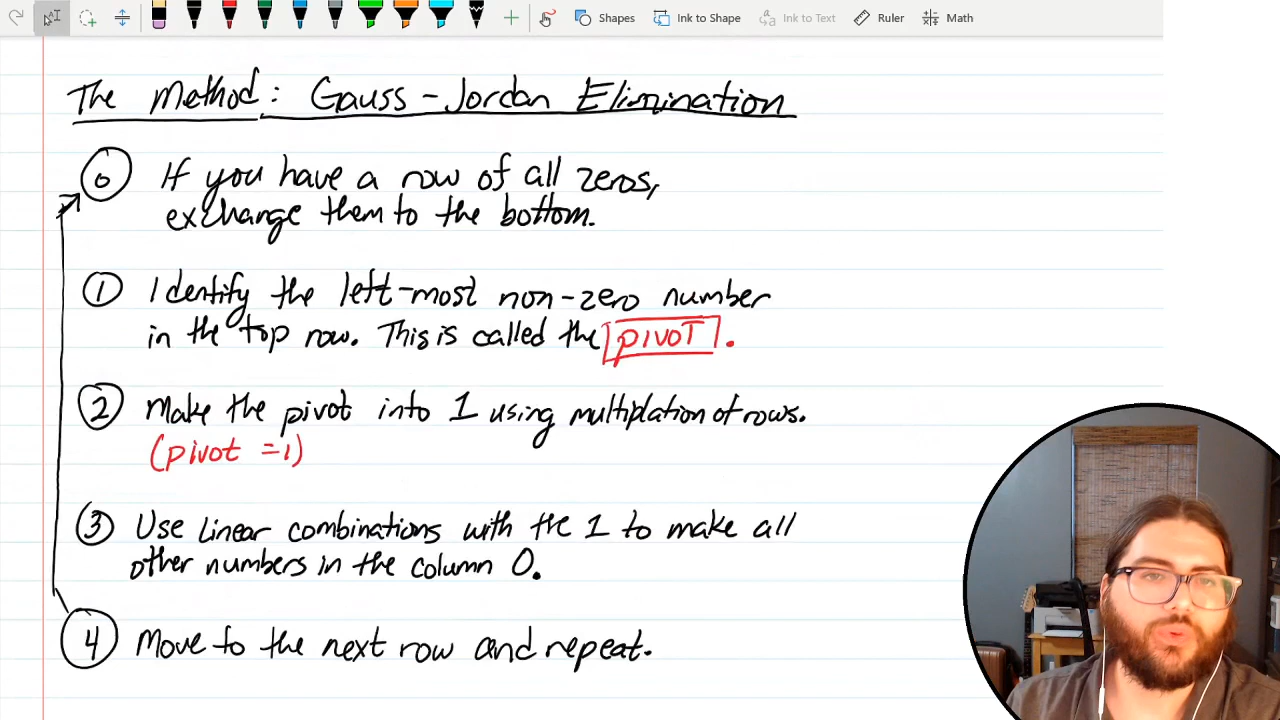 Shapes Ink to Shape Ink to Text Ruler Math
The Method: Gauss-Jordan Elimination
0 If you have a row of all zeros,
exchange them to the bottom.
1 Identify the left-most non-zero number
in the top row. This is called the pivot.
2 Make the pivot into 1 using multiplation of rows.
(pivot = 1)
3 Use linear combinations with the 1 to make all
other numbers in the column 0.
4 Move to the next row and repeat.